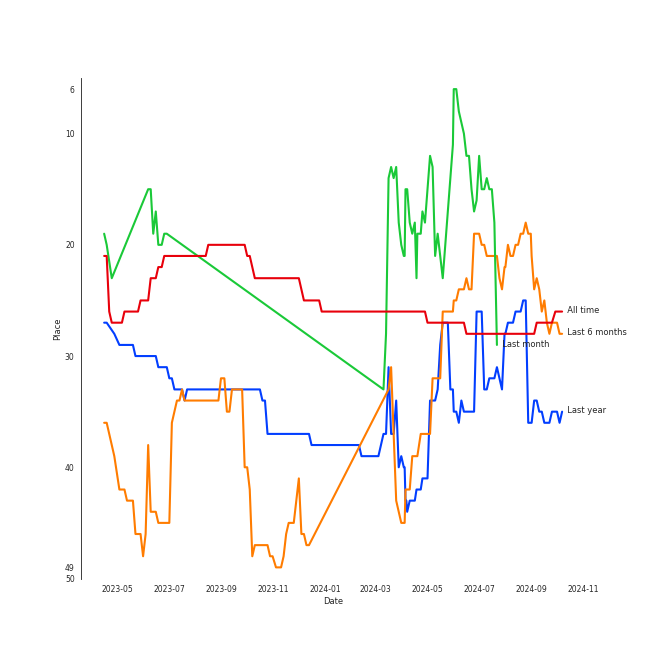 6
10
20
30
40
49
50
Place
2023-05
2023-07
2023-09
2023-11
2024-01
2024-03
2024-05
2024-07
2024-09
2024-11
Date
All time
Last 6 months
Last month
Last year